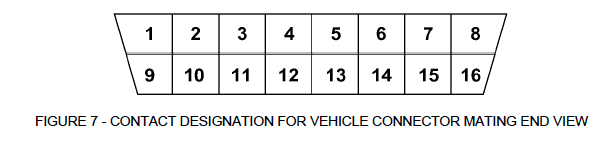 1 2 3 4 5 6 7 8
9 10 11 12 13 14 15 16
FIGURE 7 - CONTACT DESIGNATION FOR VEHICLE CONNECTOR MATING END VIEW